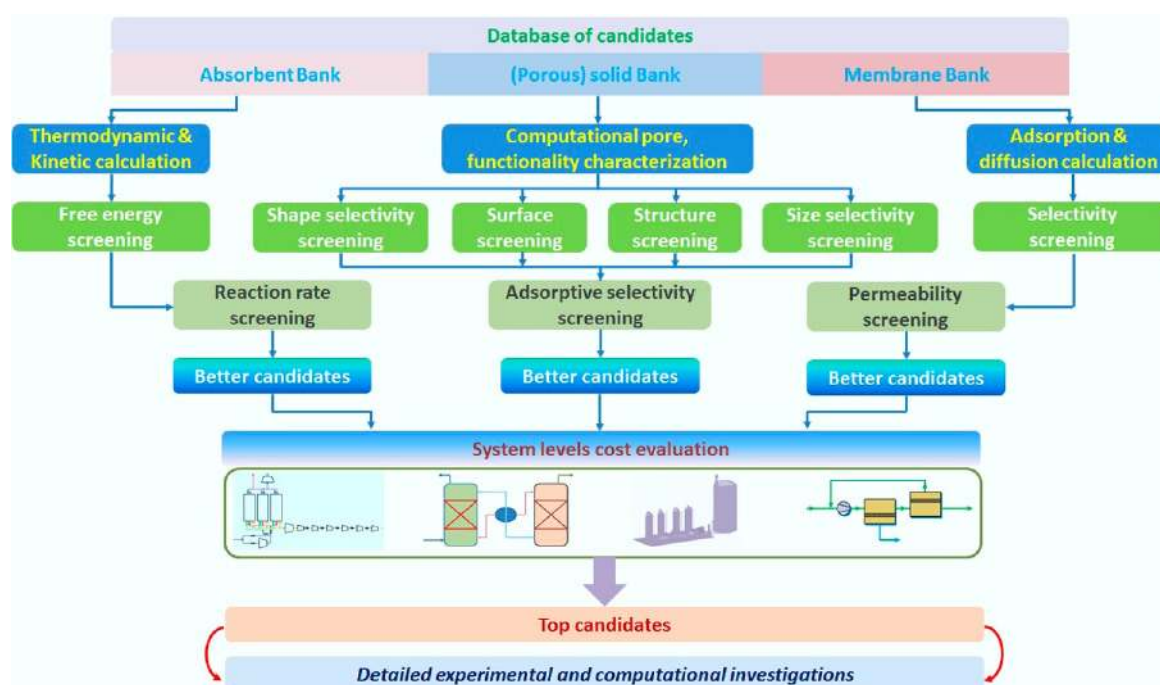 Database of candidates
Absorbent Bank
(Porous) solid Bank
Membrane Bank
Thermodynamic &
Kinetic calculation
Computational pore,
functionality characterization
Adsorption &
diffusion calculation
Free energy
screening
Shape selectivity
screening
Surface
screening
Structure
screening
Size selectivity
screening
Selectivity
screening
Reaction rate
screening
Adsorptive selectivity
screening
Permeability
screening
Better candidates
Better candidates
Better candidates
System levels cost evaluation
Top candidates
Detailed experimental and computational investigations